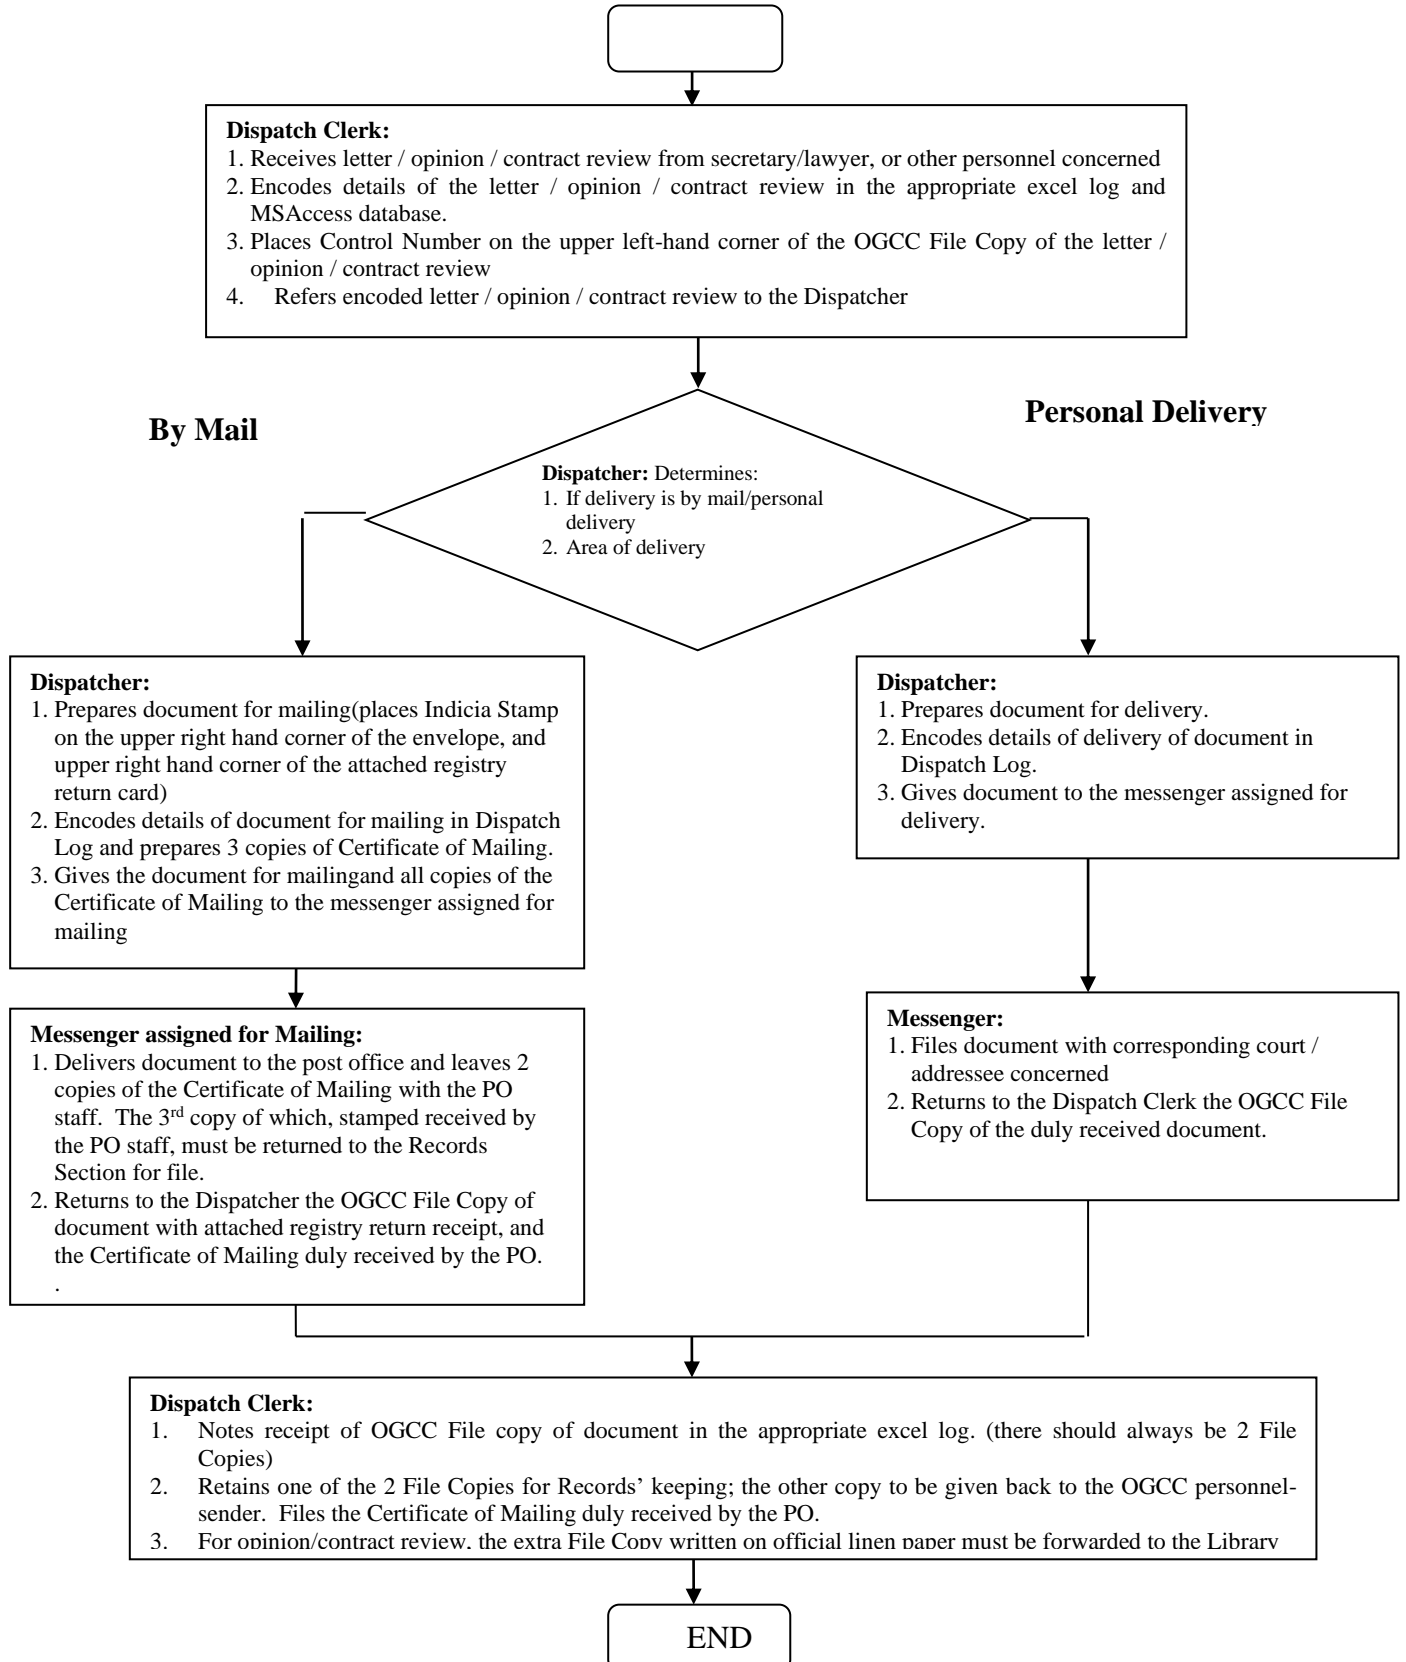 Dispatch Clerk:
1. Receives letter / opinion / contract review from secretary/lawyer, or other personnel concerned
2. Encodes details of the letter / opinion / contract review in the appropriate excel log and
MSAccess database.
3. Places Control Number on the upper left-hand corner of the OGCC File Copy of the letter /
opinion / contract review
4. Refers encoded letter / opinion / contract review to the Dispatcher
By Mail
Personal Delivery
Dispatcher: Determines:
1. If delivery is by mail/personal
delivery
2. Area of delivery
Dispatcher:
1. Prepares document for mailing(places Indicia Stamp
on the upper right hand corner of the envelope, and
upper right hand corner of the attached registry
return card)
2. Encodes details of document for mailing in Dispatch
Log and prepares 3 copies of Certificate of Mailing.
3. Gives the document for mailingand all copies of the
Certificate of Mailing to the messenger assigned for
mailing
Dispatcher:
1. Prepares document for delivery.
2. Encodes details of delivery of document in
Dispatch Log.
3. Gives document to the messenger assigned for
delivery.
Messenger assigned for Mailing:
1. Delivers document to the post office and leaves 2
copies of the Certificate of Mailing with the PO
staff. The 3rd copy of which, stamped received by
the PO staff, must be returned to the Records
Section for file.
2. Returns to the Dispatcher the OGCC File Copy of
document with attached registry return receipt, and
the Certificate of Mailing duly received by the PO.
.
Messenger:
1. Files document with corresponding court /
addressee concerned
2. Returns to the Dispatch Clerk the OGCC File
Copy of the duly received document.
Dispatch Clerk:
1. Notes receipt of OGCC File copy of document in the appropriate excel log. (there should always be 2 File
Copies)
2. Retains one of the 2 File Copies for Records' keeping; the other copy to be given back to the OGCC personnel-
sender. Files the Certificate of Mailing duly received by the PO.
3. For opinion/contract review, the extra File Copy written on official linen paper must be forwarded to the Library
END